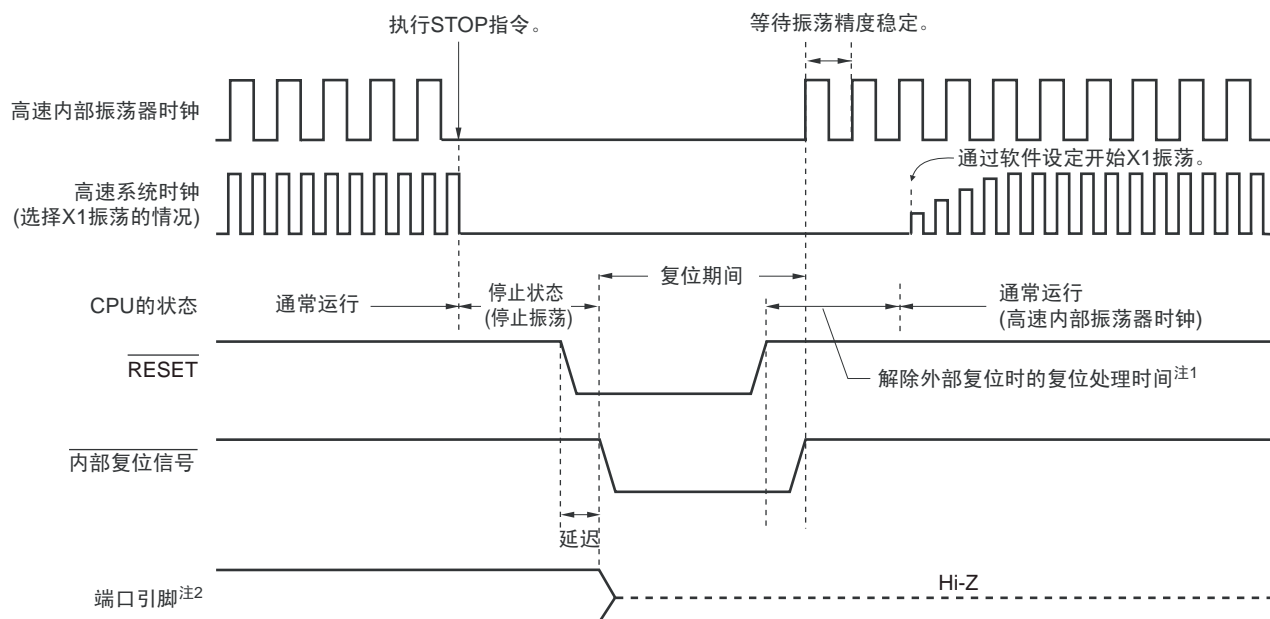 执行STOP指令。
等待振荡精度稳定。
高速内部振荡器时钟
通过软件设定开始X1振荡。
高速系统时钟
(选择X1振荡的情况)
复位期间
CPU的状态
通常运行
停止状态
(停止振荡)
通常运行
(高速内部振荡器时钟)
RESET
解除外部复位时的复位处理时间注1
内部复位信号
延迟
端口引脚注2
Hi-Z